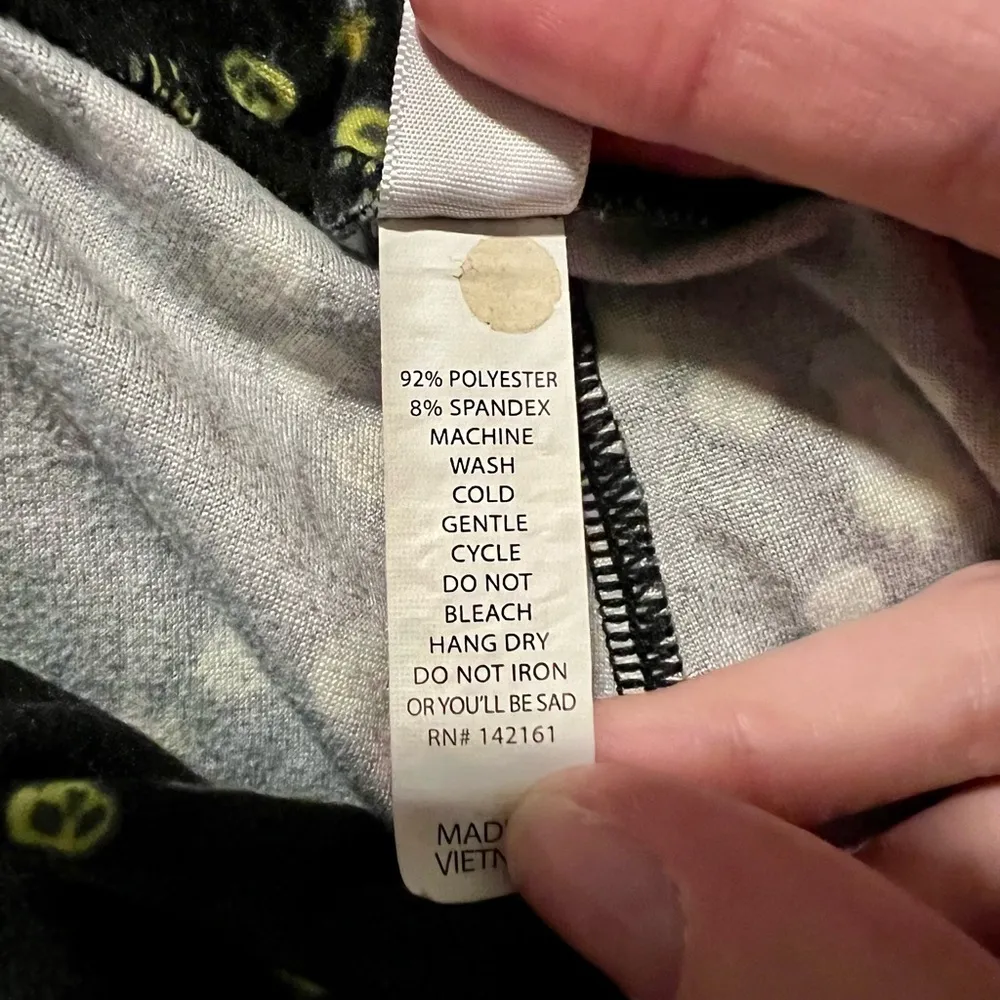 92% POLYESTER
8% SPANDEX
MACHINE
WASH
COLD
GENTLE
CYCLE
DO NOT
BLEACH
HANG DRY
DO NOT IRON
OR YOU'LL BE SAD
RN# 142161